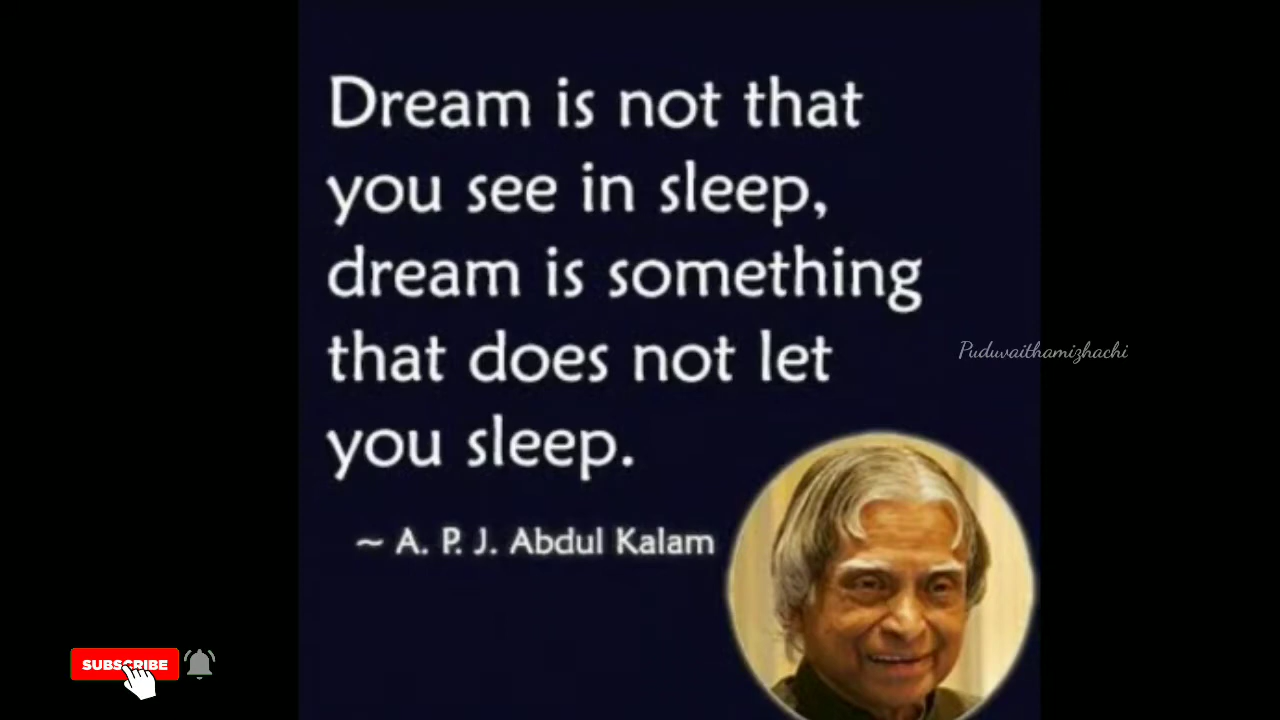 Dream is not that
you see in sleep,
dream is something
that does not let
you sleep.
~ A. P. J. Abdul Kalam
Puduvaithamizhachi
SUBSCRIBE